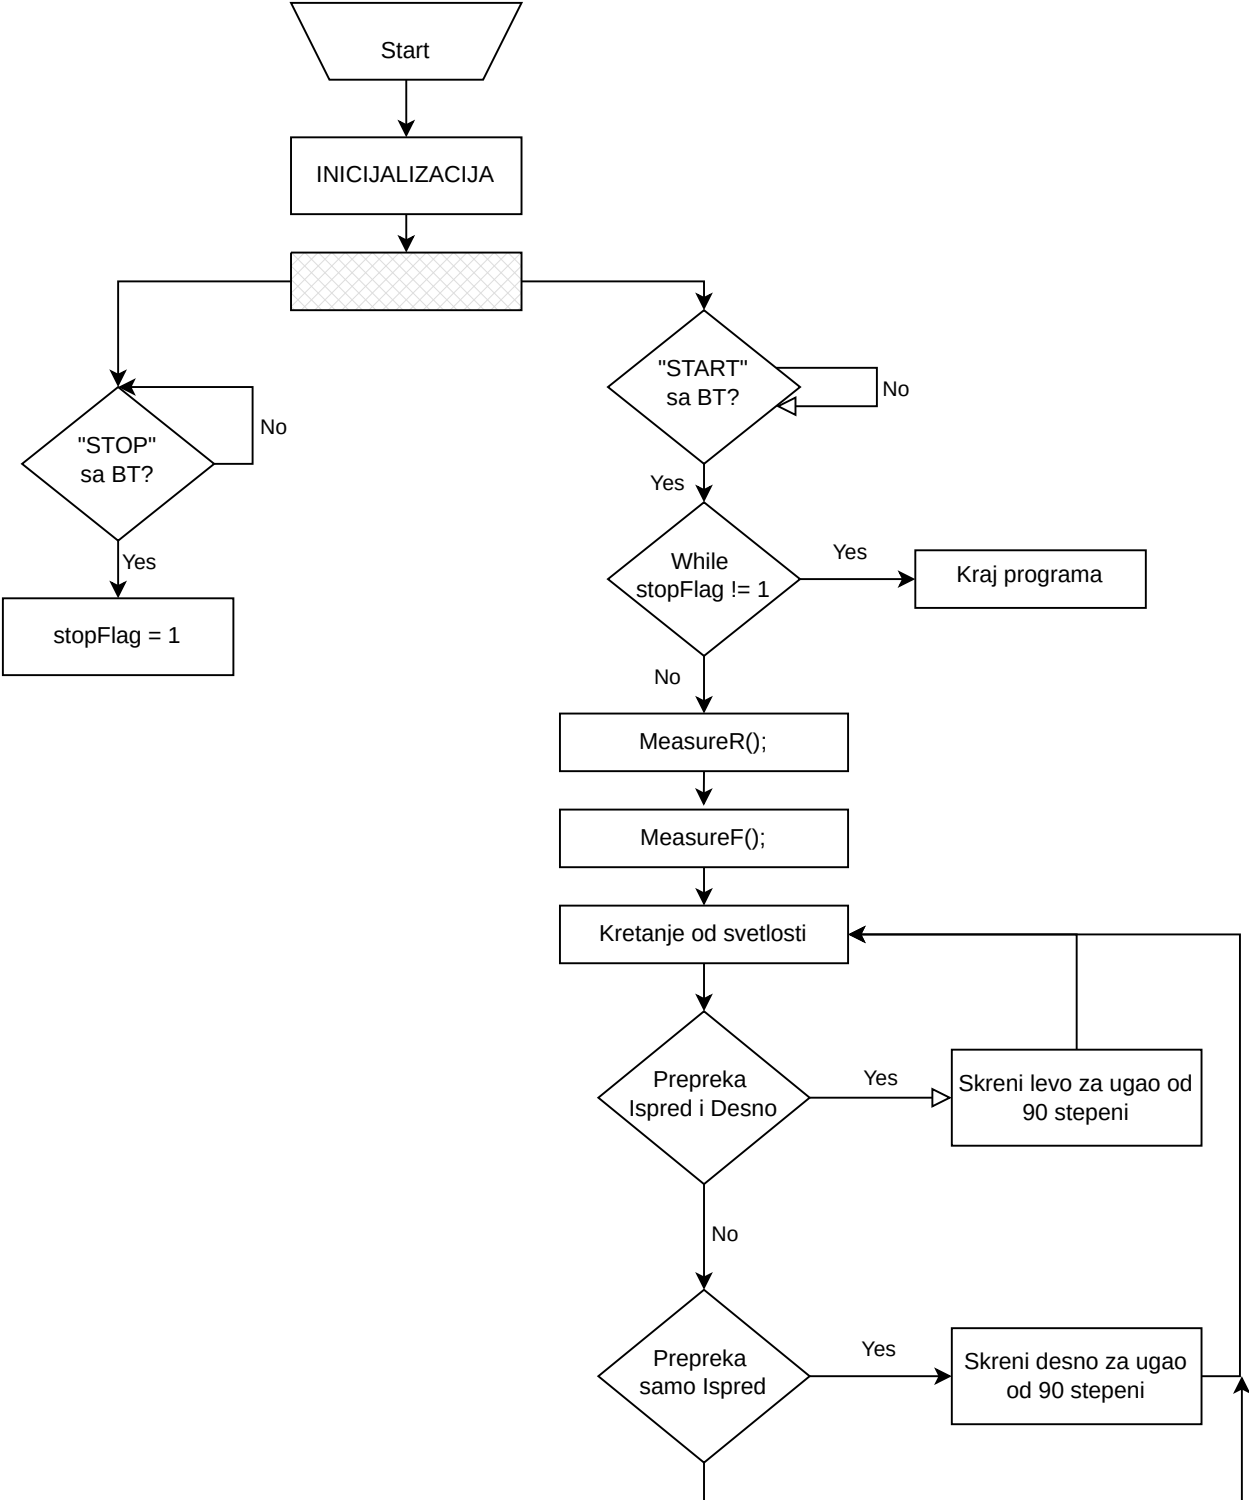 Start
INICIJALIZACIJA
"START"
sa BT?
No
"STOP"
sa BT?
No
Yes
Yes
While
stopFlag != 1
Yes
Kraj programa
stopFlag = 1
No
MeasureR();
MeasureF();
Kretanje od svetlosti
Prepreka
Ispred i Desno
Yes
Skreni levo za ugao od
90 stepeni
No
Prepreka
samo Ispred
Yes
Skreni desno za ugao
od 90 stepeni